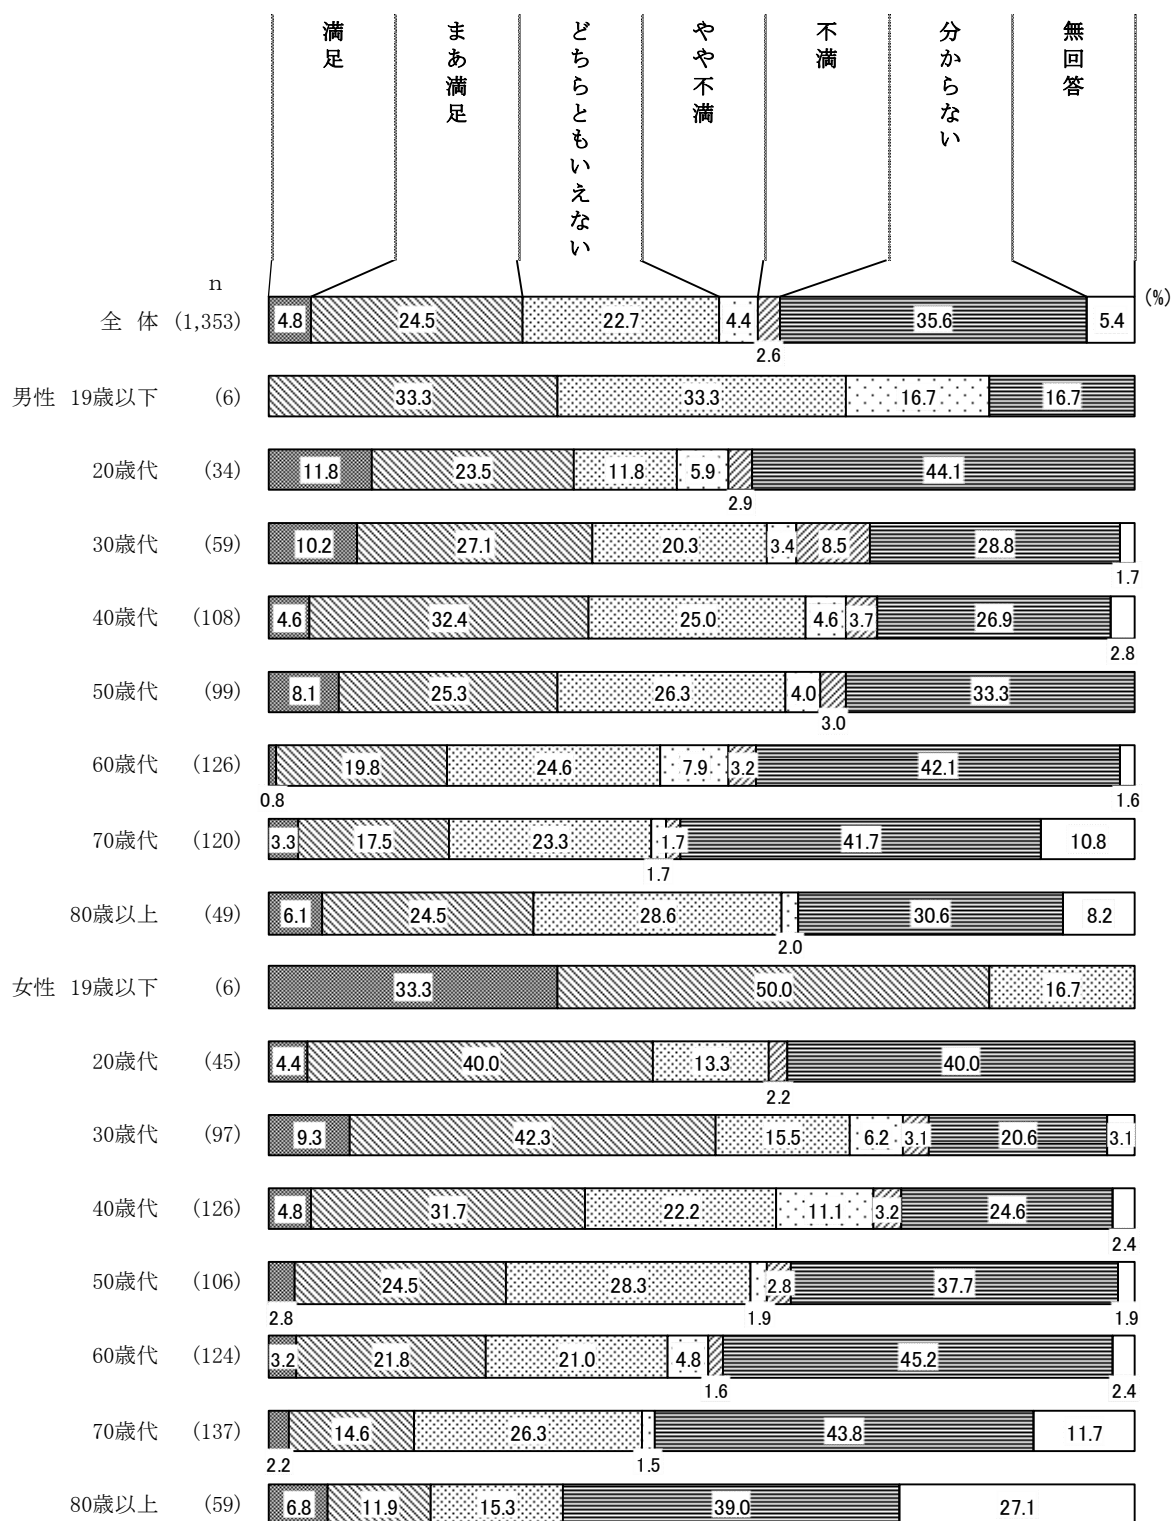 満足
まあ満足
どちらともいえない
やや不満
不満
分からない
無回答
n
(%)
全 体 (1,353) 4.8 24.5 22.7 4.4 35.6 5.4
2.6
男性 19歳以下 (6) 33.3 33.3 16.7 16.7
20歳代 (34) 11.8 23.5 11.8 5.9 44.1
2.9
30歳代 (59) 10.2 27.1 20.3 3.4 8.5 28.8
1.7
40歳代 (108) 4.6 32.4 25.0 4.6 3.7 26.9
2.8
50歳代 (99) 8.1 25.3 26.3 4.0 33.3
3.0
60歳代 (126) 19.8 24.6 7.9 3.2 42.1
0.8 1.6
70歳代 (120) 3.3 17.5 23.3 1.7 41.7 10.8
1.7
80歳以上 (49) 6.1 24.5 28.6 30.6 8.2
2.0
女性 19歳以下 (6) 33.3 50.0 16.7
20歳代 (45) 4.4 40.0 13.3 40.0
2.2
30歳代 (97) 9.3 42.3 15.5 6.2 3.1 20.6 3.1
40歳代 (126) 4.8 31.7 22.2 11.1 3.2 24.6
2.4
50歳代 (106) 24.5 28.3 2.8 37.7
2.8 1.9 1.9
60歳代 (124) 3.2 21.8 21.0 4.8 45.2
1.6 2.4
70歳代 (137) 14.6 26.3 43.8 11.7
2.2 1.5
80歳以上 (59) 6.8 11.9 15.3 39.0 27.1